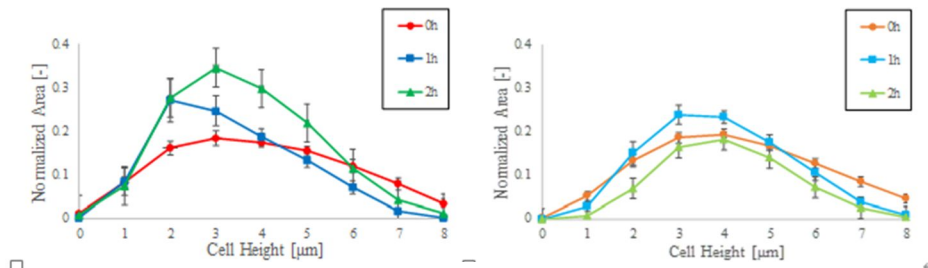 0.4
0.3
0.2
0.1
0
Normalized Area [-]
0 1 2 3 4 5 6 7 8
Cell Height [μm]
0h
1h
2h
0.4
0.3
0.2
0.1
0
Normalized Area [-]
0 1 2 3 4 5 6 7 8
Cell Height [μm]
0h
1h
2h